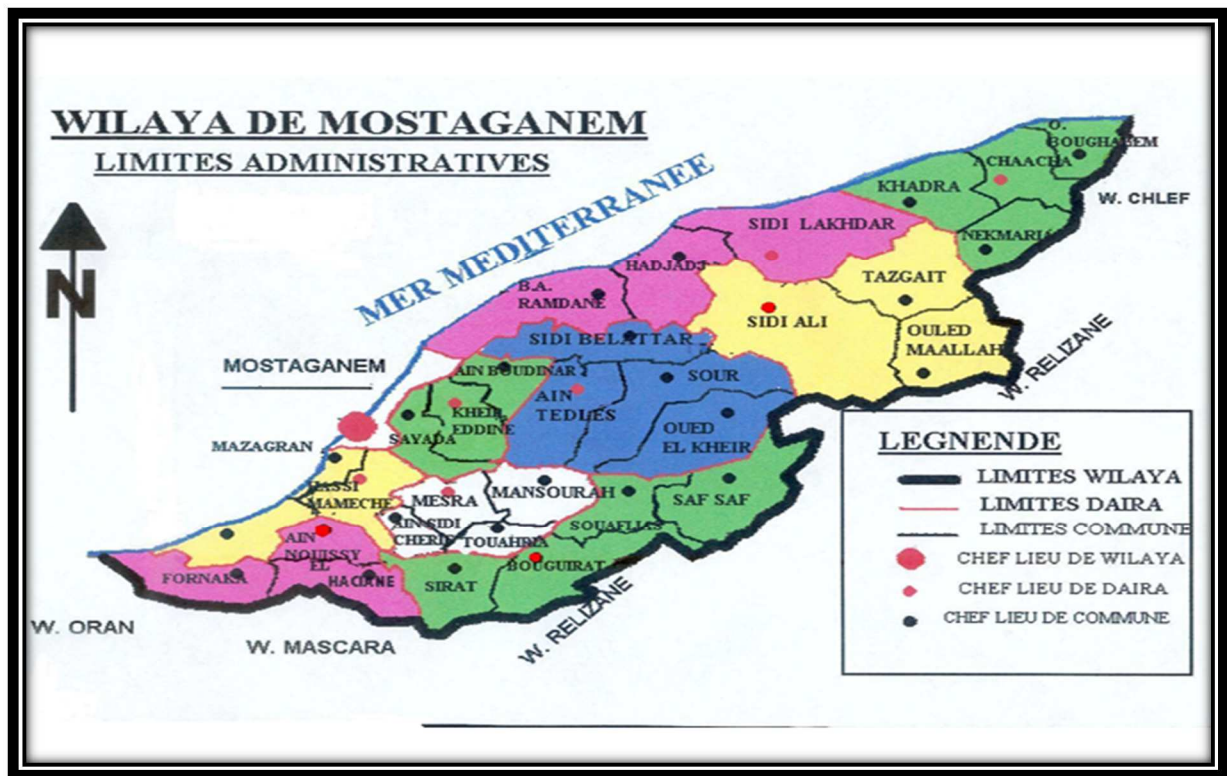 WILAYA DE MOSTAGANEM
LIMITES ADMINISTRATIVES
N
MER MEDITERRANEE
O.
BOUGHALEM
ACHAACHA
KHADRA
W. CHLEF
NEKMARIA
SIDI LAKHDAR
HADJADJ
TAZGAIT
B.A.
RAMDANE
SIDI ALI
OULED
MAALLAH
SIDI BELATTAR
W. RELIZANE
MOSTAGANEM
AIN BOUDINAR
SOUR
AIN
TEDLES
KHEIR
EDDINE
SAYADA
OUED
EL KHEIR
MAZAGRAN
HASSI
MAMECHE
MESRA
MANSOURAH
SAF SAF
AIN SIDI
CHERIF
TOUAHRIA
SOUAFLIAS
AIN
NOUISSY
EL
HACIANE
BOUGUIRAT
FORNAKA
SIRAT
W. ORAN
W. MASCARA
W. RELIZANE
LEGNENDE
LIMITES WILAYA
LIMITES DAIRA
LIMITES COMMUNE
CHEF LIEU DE WILAYA
CHEF LIEU DE DAIRA
CHEF LIEU DE COMMUNE